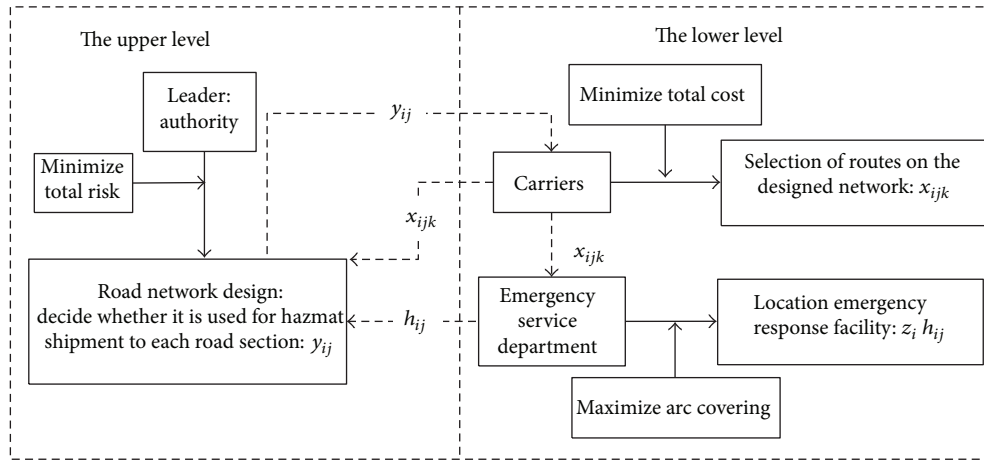 The upper level
Leader:
authority
Minimize
total risk
Road network design:
decide whether it is used for hazmat
shipment to each road section: y_ij
y_ij
x_ijk
h_ij
The lower level
Minimize total cost
Carriers
Selection of routes on the
designed network: x_ijk
x_ijk
Emergency
service
department
Location emergency
response facility: z_i h_ij
Maximize arc covering